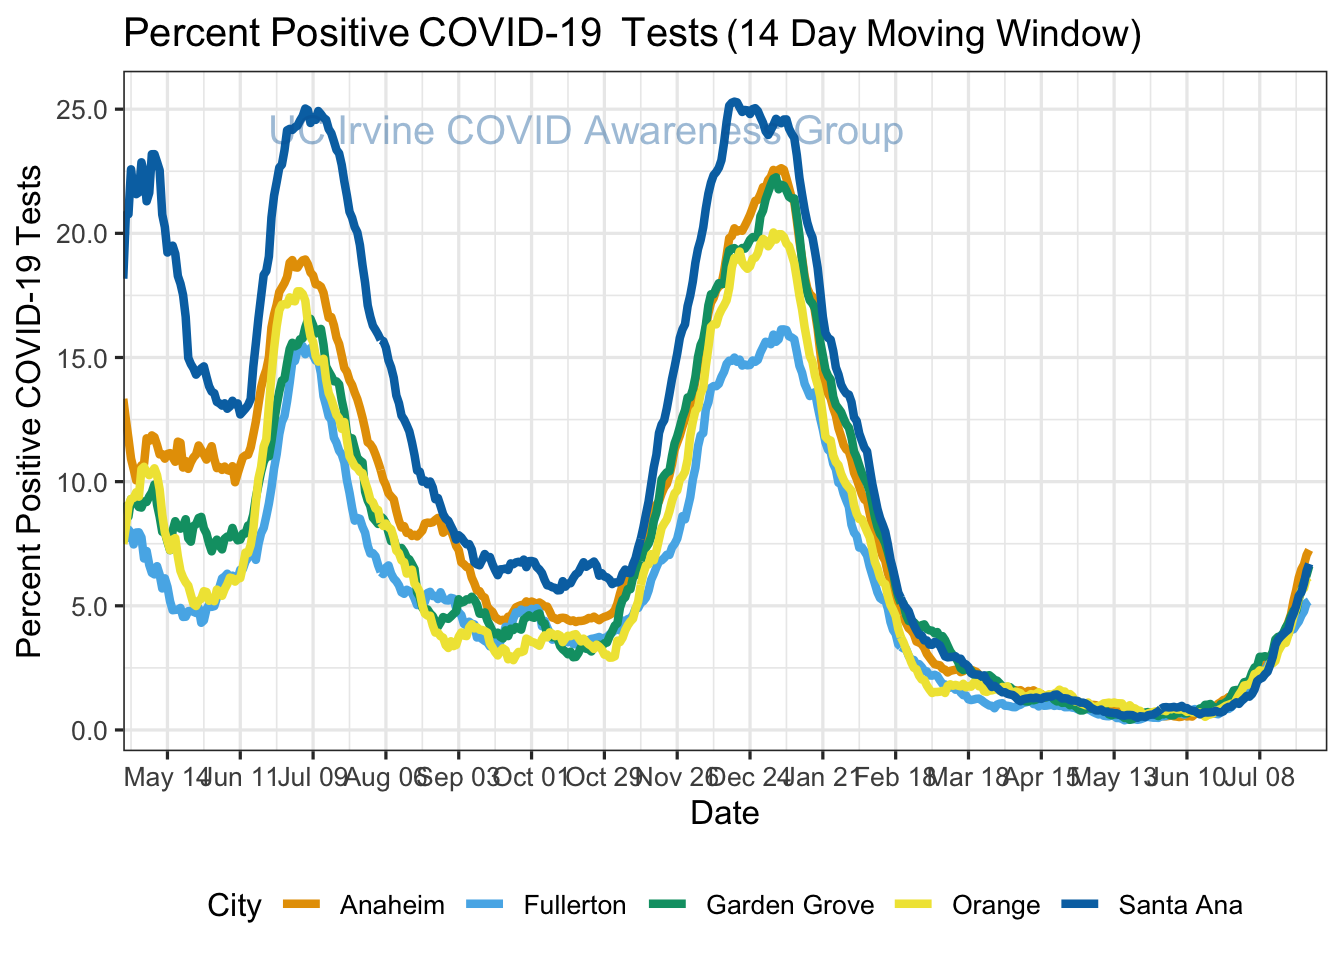 Percent Positive COVID-19 Tests (14 Day Moving Window)
UC Irvine COVID Awareness Group
Percent Positive COVID-19 Tests
25.0
20.0
15.0
10.0
5.0
0.0
May 14 Jun 11 Jul 09 Aug 06 Sep 03 Oct 01 Oct 29 Nov 26 Dec 24 Jan 21 Feb 18 Mar 18 Apr 15 May 13 Jun 10 Jul 08
Date
City Anaheim Fullerton Garden Grove Orange Santa Ana